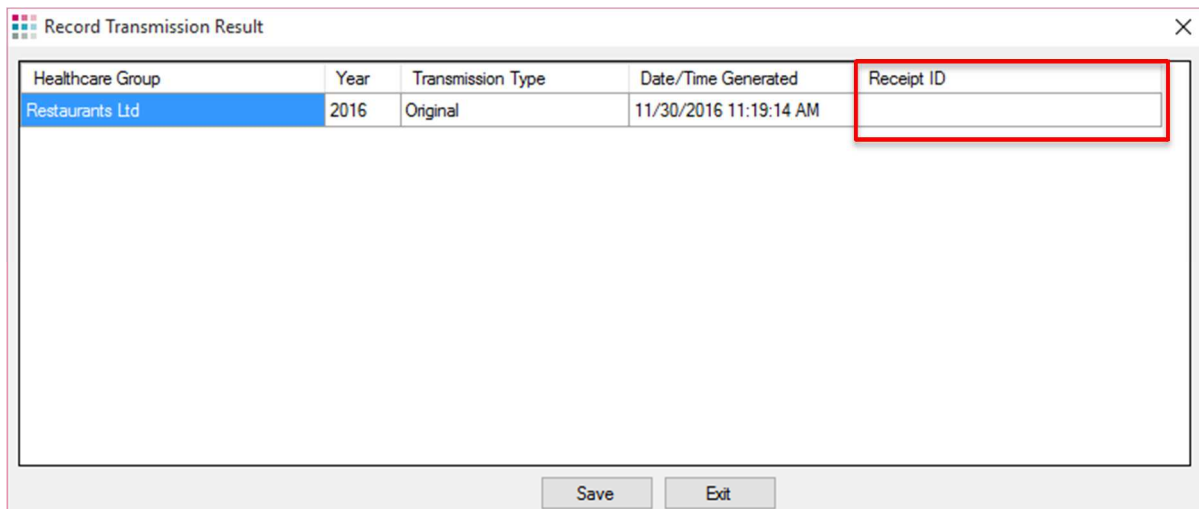 Record Transmission Result
Healthcare Group Year Transmission Type Date/Time Generated Receipt ID
Restaurants Ltd 2016 Original 11/30/2016 11:19:14 AM
Save Exit